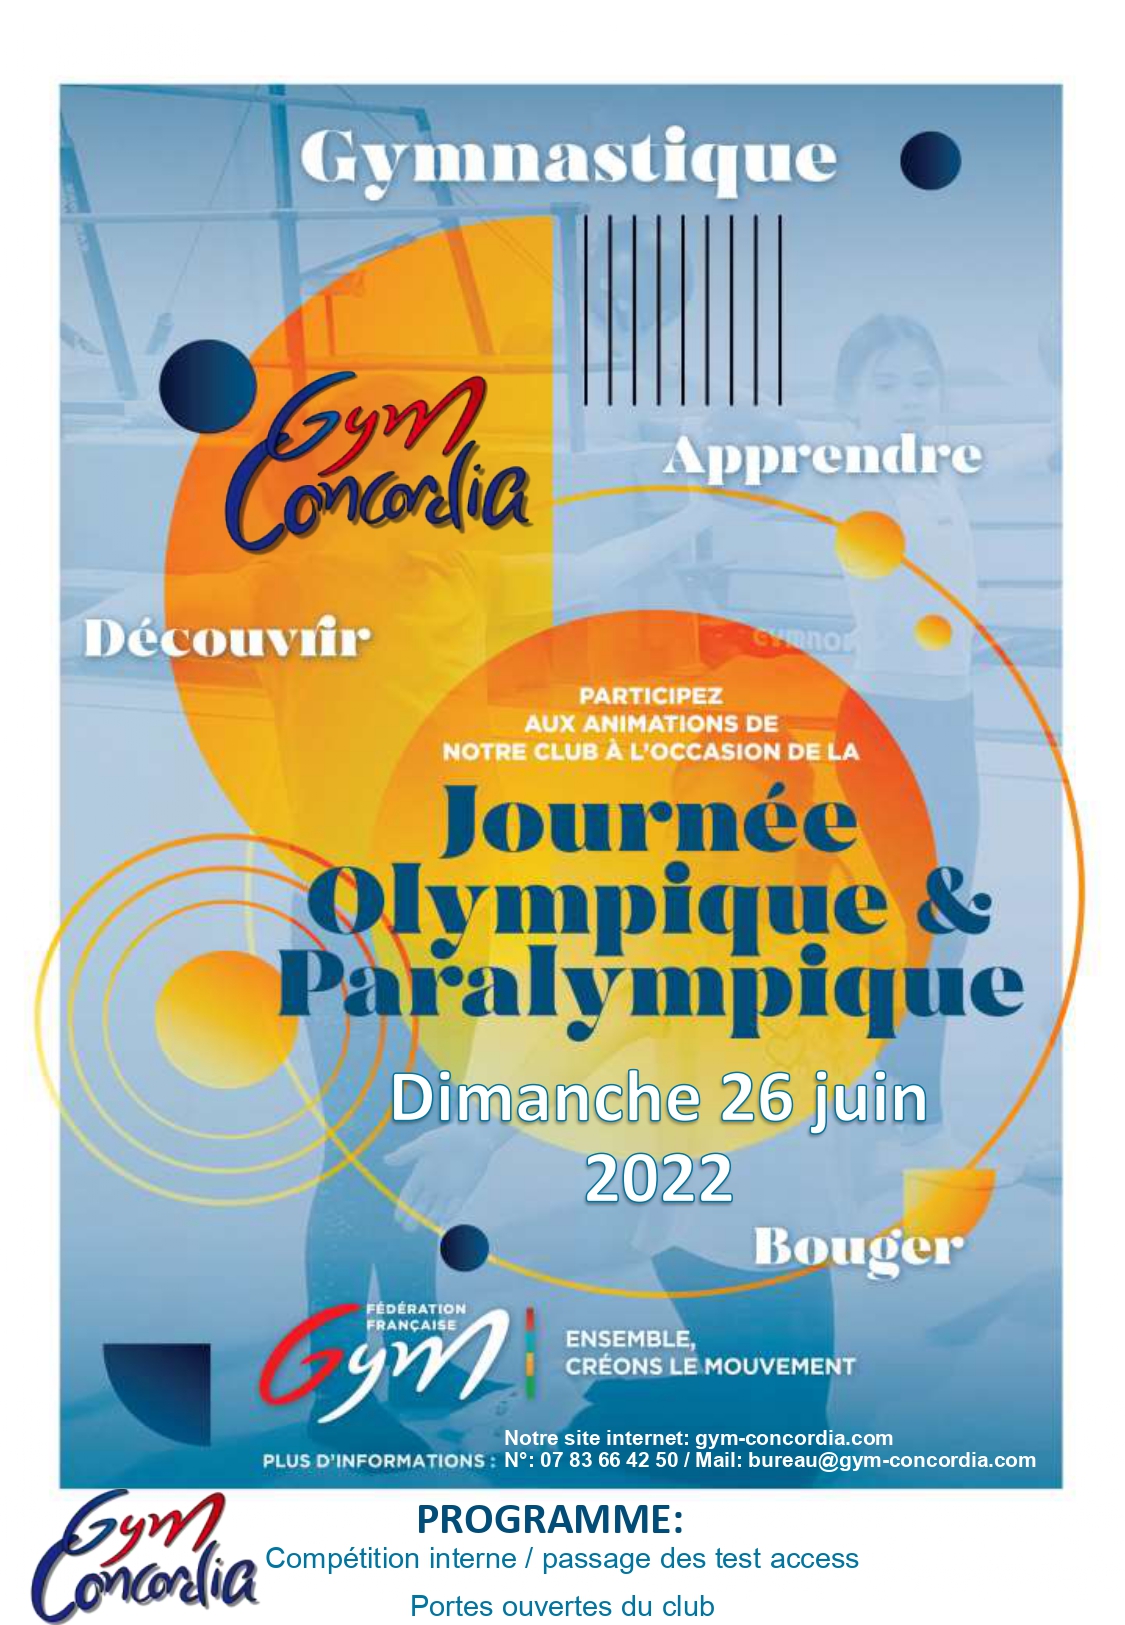 Gymnastique
Gym
Concordia
Apprendre
Découvrir
GYMNO
PARTICIPEZ
AUX ANIMATIONS DE
NOTRE CLUB À L'OCCASION DE LA
Journée
Olympique &
Paralympique
Dimanche 26 juin
2022
Bouger
FÉDÉRATION
FRANÇAISE
Gym
ENSEMBLE,
CRÉONS LE MOUVEMENT
Notre site internet: gym-concordia.com
PLUS D'INFORMATIONS : N°: 07 83 66 42 50 / Mail: bureau@gym-concordia.com
Gym
Concordia
PROGRAMME:
Compétition interne / passage des test access
Portes ouvertes du club